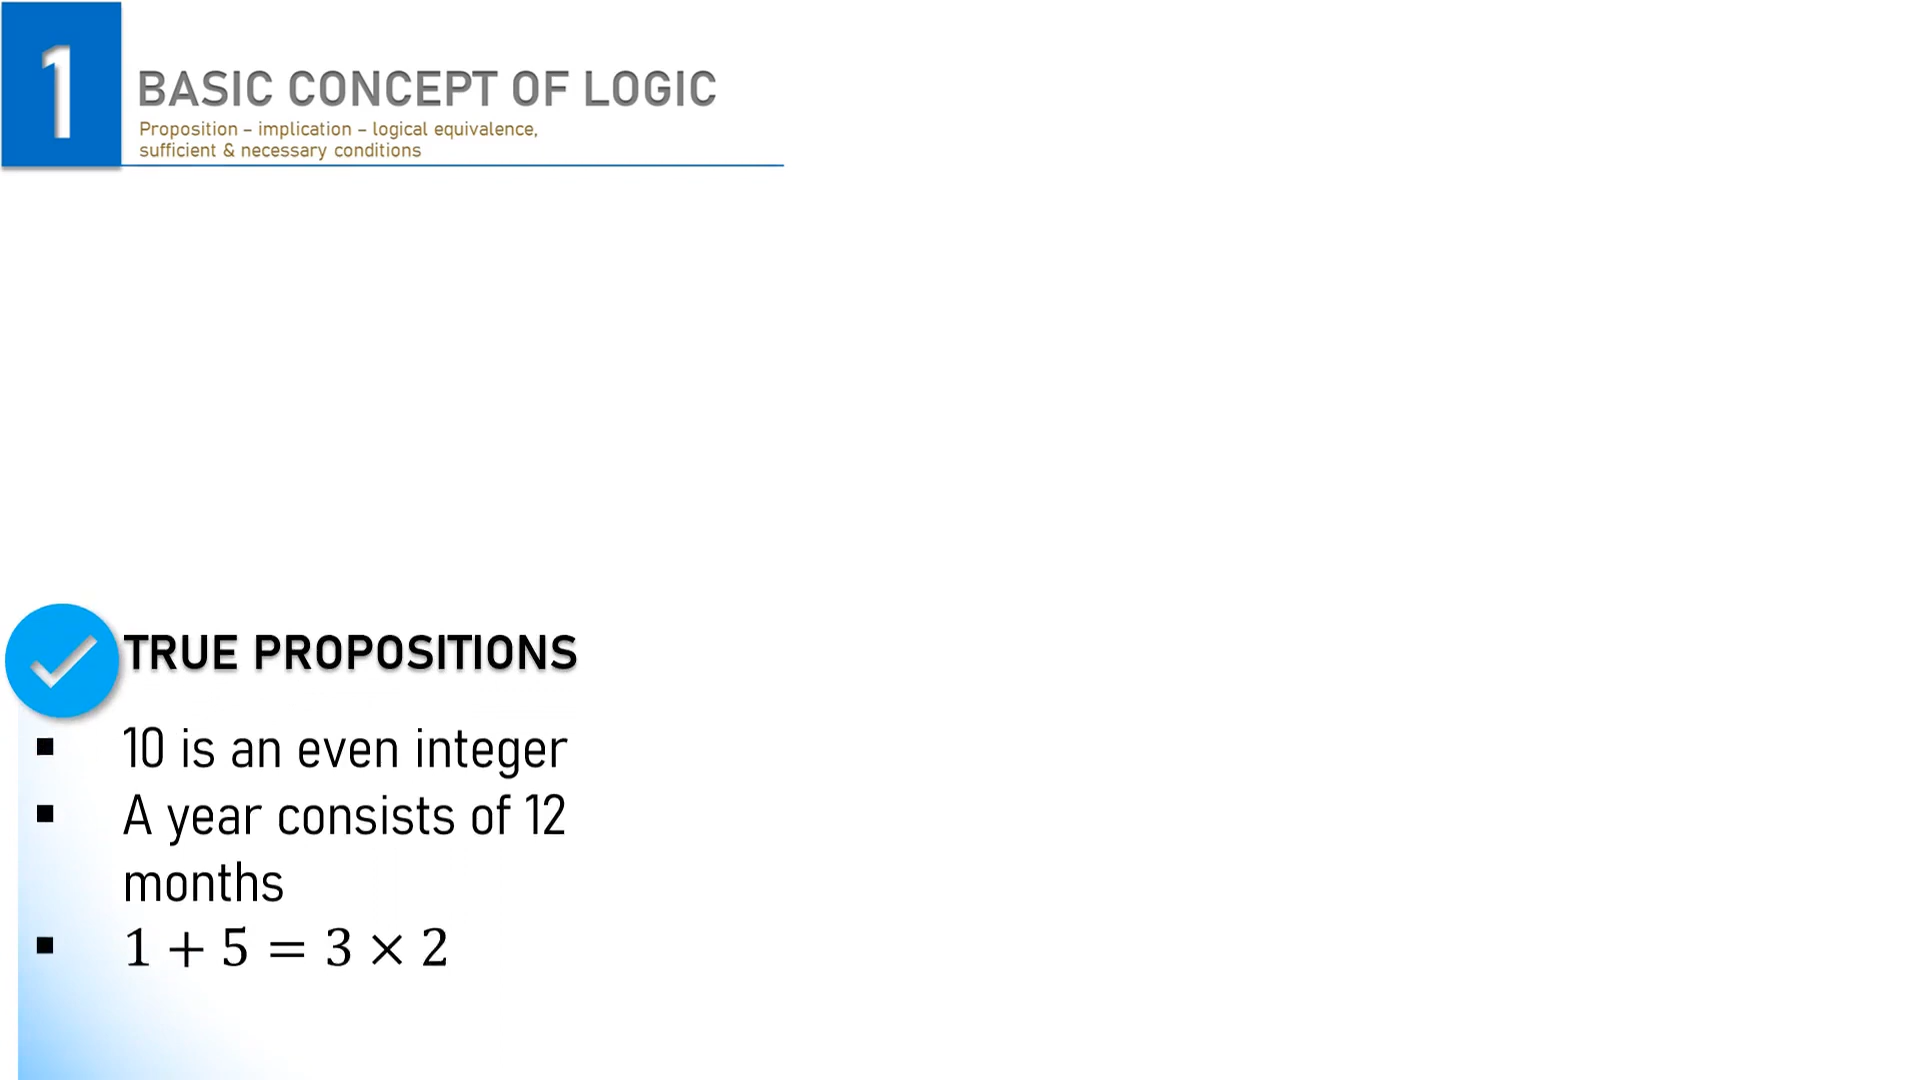 1
BASIC CONCEPT OF LOGIC
Proposition – implication – logical equivalence,
sufficient & necessary conditions
TRUE PROPOSITIONS
▪ 10 is an even integer
▪ A year consists of 12
months
▪ 1 + 5 = 3 × 2